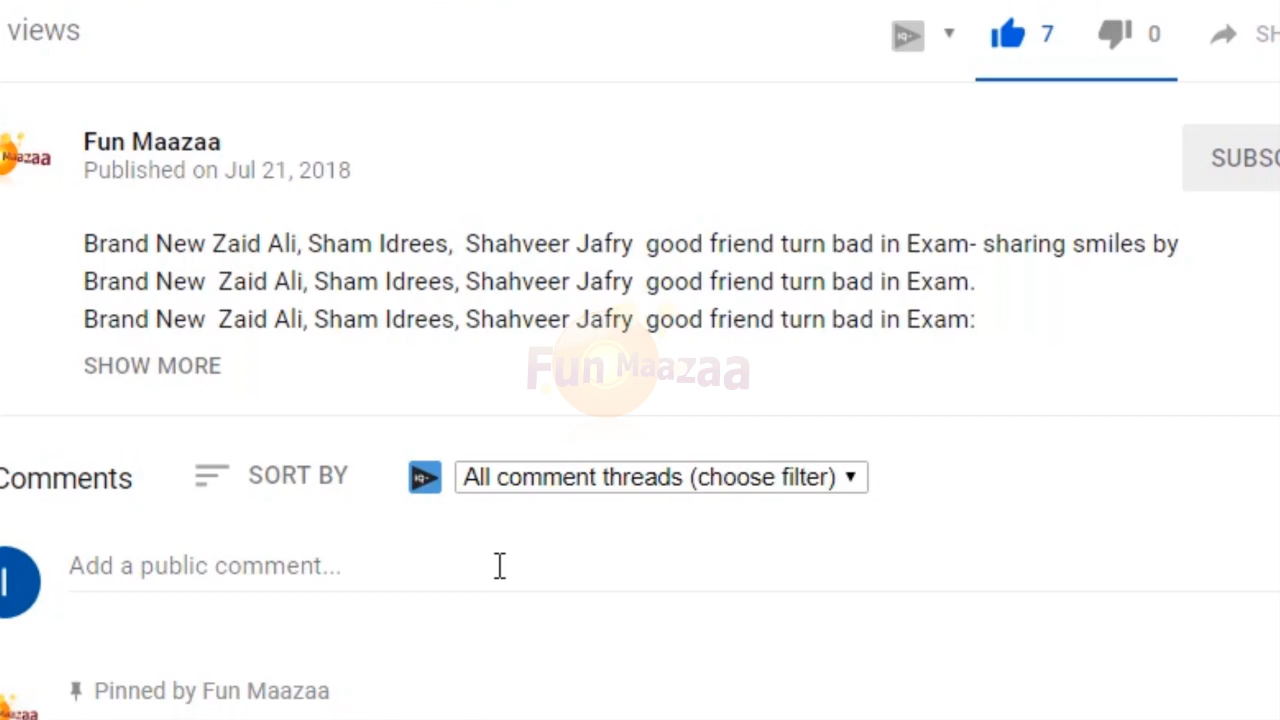 views
7
0
SH
Maazaa
Fun Maazaa
Published on Jul 21, 2018
SUBSC
Brand New Zaid Ali, Sham Idrees,  Shahveer Jafry  good friend turn bad in Exam- sharing smiles by
Brand New  Zaid Ali, Sham Idrees, Shahveer Jafry  good friend turn bad in Exam.
Brand New  Zaid Ali, Sham Idrees, Shahveer Jafry  good friend turn bad in Exam:
Fun Maazaa
SHOW MORE
Comments
SORT BY
IQ
All comment threads (choose filter)
I
Add a public comment...
Pinned by Fun Maazaa